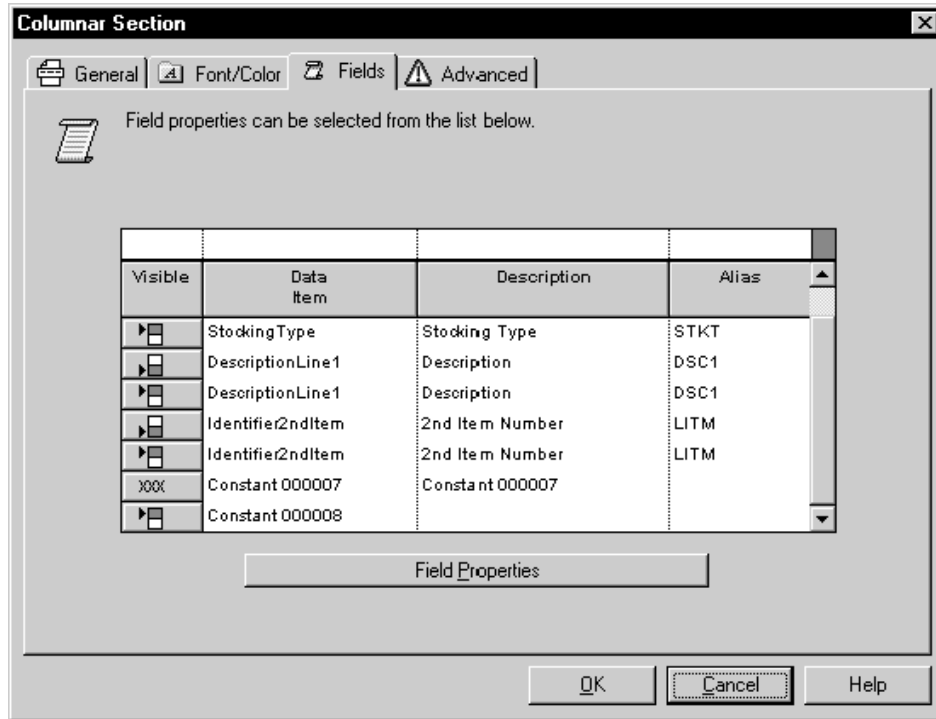 Columnar Section
General Font/Color Fields Advanced
Field properties can be selected from the list below.
Visible Data Item Description Alias
StockingType Stocking Type STKT
DescriptionLine1 Description DSC1
DescriptionLine1 Description DSC1
Identifier2ndItem 2nd Item Number LITM
Identifier2ndItem 2nd Item Number LITM
XXX Constant 000007 Constant 000007
Constant 000008
Field Properties
OK Cancel Help